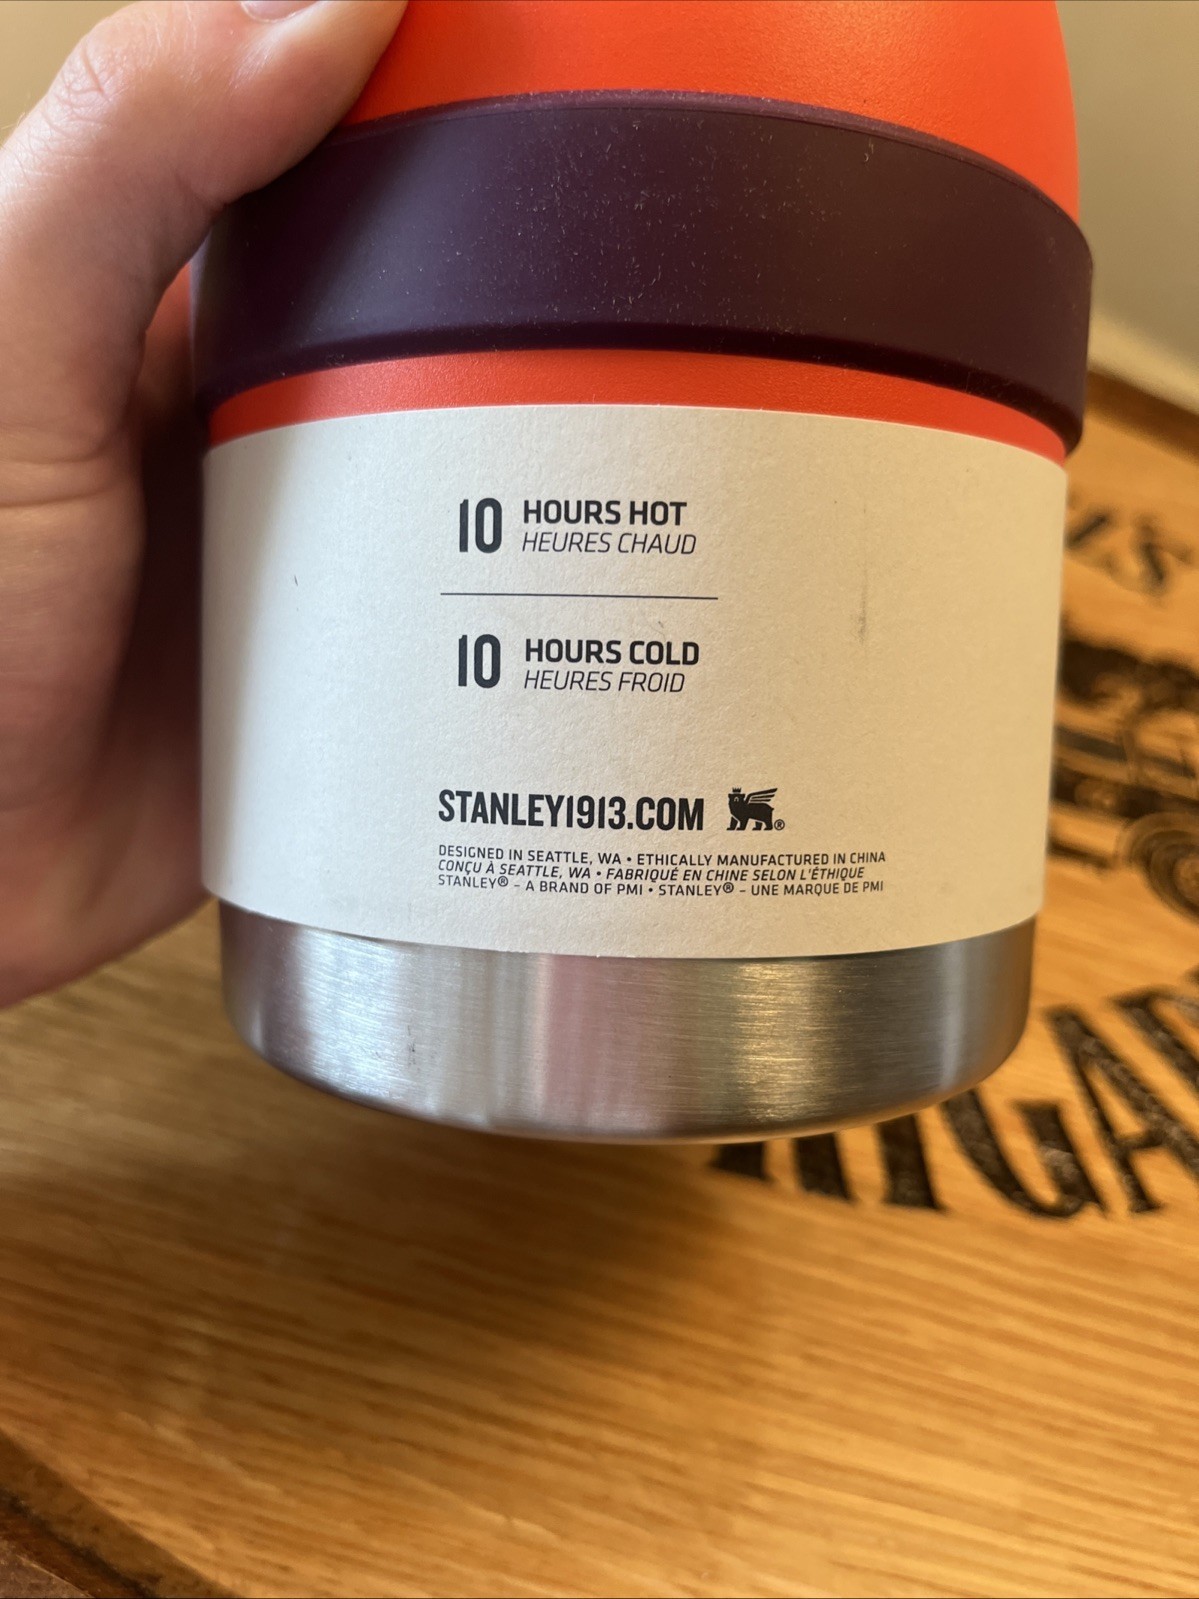 10 HOURS HOT
HEURES CHAUD
10 HOURS COLD
HEURES FROID
STANLEY1913.COM ®
DESIGNED IN SEATTLE, WA • ETHICALLY MANUFACTURED IN CHINA
CONÇU À SEATTLE, WA • FABRIQUÉ EN CHINE SELON L'ÉTHIQUE
STANLEY® – A BRAND OF PMI • STANLEY® – UNE MARQUE DE PMI